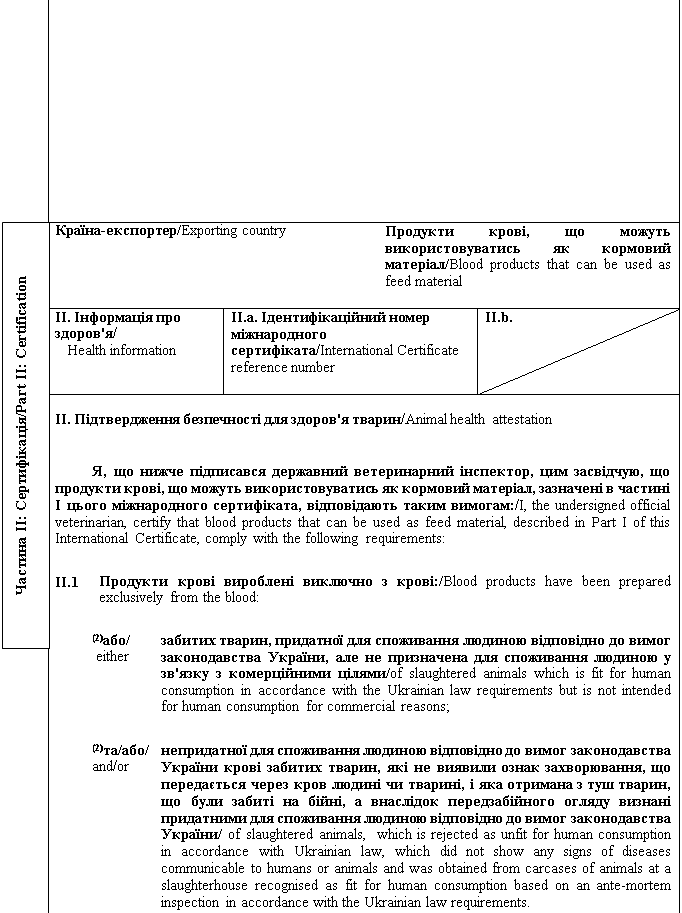 Частина II: Сертифікація/Part II: Certification
Країна-експортер/Exporting country
Продукти крові, що можуть
використовуватись як кормовий
матеріал/Blood products that can be used as
feed material
II. Інформація про
здоров'я/
Health information
II.a. Ідентифікаційний номер
міжнародного
сертифіката/International Certificate
reference number
II.b.
II. Підтвердження безпечності для здоров'я тварин/Animal health attestation
Я, що нижче підписався державний ветеринарний інспектор, цим засвідчую, що
продукти крові, що можуть використовуватись як кормовий матеріал, зазначені в частині
I цього міжнародного сертифіката, відповідають таким вимогам:/I, the undersigned official
veterinarian, certify that blood products that can be used as feed material, described in Part I of this
International Certificate, comply with the following requirements:
II.1 Продукти крові вироблені виключно з крові:/Blood products have been prepared
exclusively from the blood:
(2)або/ забитих тварин, придатної для споживання людиною відповідно до вимог
either законодавства України, але не призначена для споживання людиною у
зв'язку з комерційними цілями/of slaughtered animals which is fit for human
consumption in accordance with the Ukrainian law requirements but is not intended
for human consumption for commercial reasons;
(2)та/або/ непридатної для споживання людиною відповідно до вимог законодавства
and/or України крові забитих тварин, які не виявили ознак захворювання, що
передається через кров людині чи тварині, і яка отримана з туш тварин,
що були забиті на бійні, а внаслідок передзабійного огляду визнані
придатними для споживання людиною відповідно до вимог законодавства
України/ of slaughtered animals, which is rejected as unfit for human consumption
in accordance with Ukrainian law, which did not show any signs of diseases
communicable to humans or animals and was obtained from carcases of animals at a
slaughterhouse recognised as fit for human consumption based on an ante-mortem
inspection in accordance with the Ukrainian law requirements.